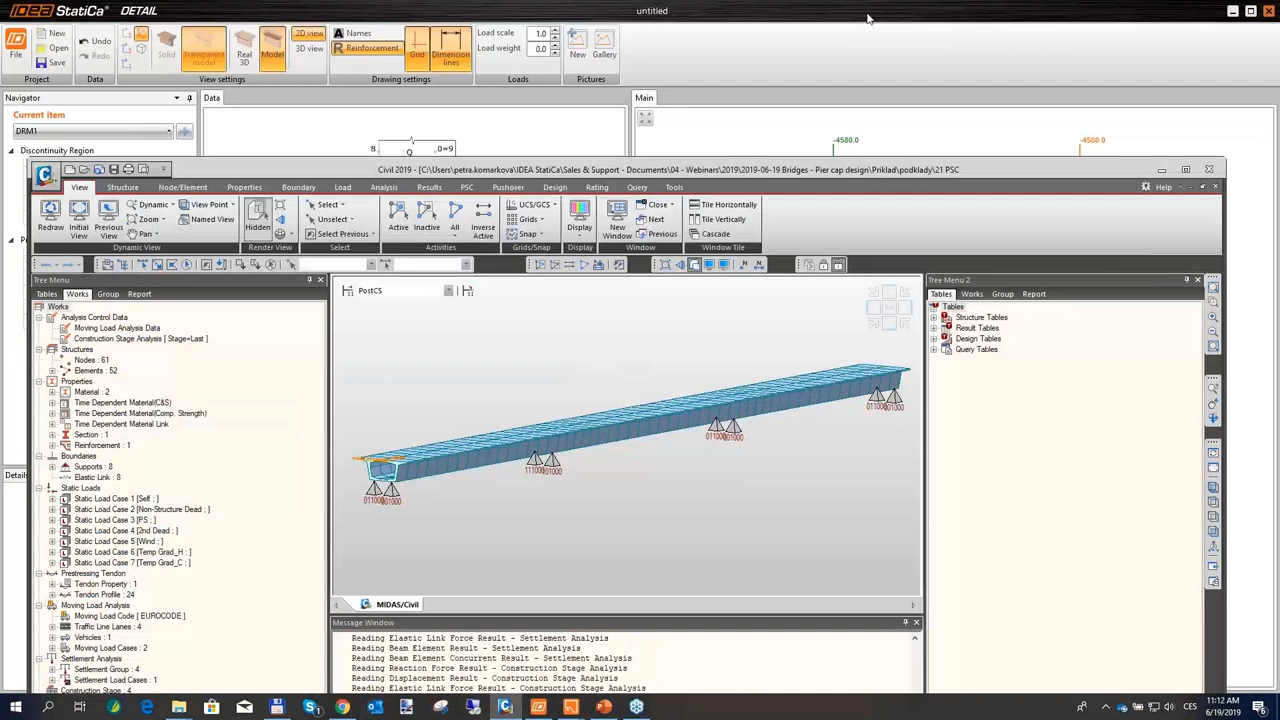 IDEA StatiCa® DETAIL
untitled
File
New
Open
Save
Project
Undo
Redo
Data
Solid
Transparent model
Real 3D
Model
2D view
3D view
View settings
Names
Reinforcement
Grid
Dimension lines
Drawing settings
Load scale 1.0
Load weight 0.0
Loads
New
Gallery
Pictures
Navigator
Current item
DRM1
Discontinuity Region
Details
Data
8
0=9
Q
Main
-4580.0
-4580.0
Civil 2019 - [C:\Users\petra.komarkova\IDEA StatiCa\Sales & Support - Documents\04 - Webinars\2019\2019-06-19 Bridges - Pier cap design\Priklad\podklady\21 PSC
View Structure Node/Element Properties Boundary Load Analysis Results PSC Pushover Design Rating Query Tools
Help
Redraw
Initial View
Previous View
Dynamic
Zoom
Pan
View Point
Named View
Dynamic View
Hidden
Render View
Select
Unselect
Select Previous
Select
Active
Inactive
All
Inverse Active
Activities
UCS/GCS
Grids
Snap
Grids/Snap
Display
Display
New Window
Close
Next
Previous
Window
Tile Horizontally
Tile Vertically
Cascade
Window Tile
Tree Menu
Tables Works Group Report
Works
Analysis Control Data
Moving Load Analysis Data
Construction Stage Analysis [ Stage=Last ]
Structures
Nodes : 61
Elements : 52
Properties
Material : 2
Time Dependent Material(C&S)
Time Dependent Material(Comp. Strength)
Time Dependent Material Link
Section : 1
Reinforcement : 1
Boundaries
Supports : 8
Elastic Link : 8
Static Loads
Static Load Case 1 [Self ; ]
Static Load Case 2 [Non-Structure Dead ; ]
Static Load Case 3 [PS ; ]
Static Load Case 4 [2nd Dead ; ]
Static Load Case 5 [Wind ; ]
Static Load Case 6 [Temp Grad_H ; ]
Static Load Case 7 [Temp Grad_C ; ]
Prestressing Tendon
Tendon Property : 1
Tendon Profile : 24
Moving Load Analysis
Moving Load Code [ EUROCODE ]
Traffic Line Lanes : 4
Vehicles : 1
Moving Load Cases : 2
Settlement Analysis
Settlement Group : 4
Settlement Load Cases : 1
Construction Stage : 4
PostCS
MIDAS/Civil
Message Window
Reading Elastic Link Force Result - Settlement Analysis
Reading Beam Element Result - Settlement Analysis
Reading Beam Element Concurrent Result - Settlement Analysis
Reading Reaction Force Result - Construction Stage Analysis
Reading Displacement Result - Construction Stage Analysis
Reading Elastic Link Force Result - Construction Stage Analysis
Tree Menu 2
Tables Works Group Report
Tables
Structure Tables
Result Tables
Design Tables
Query Tables
CES
11:12 AM
6/19/2019